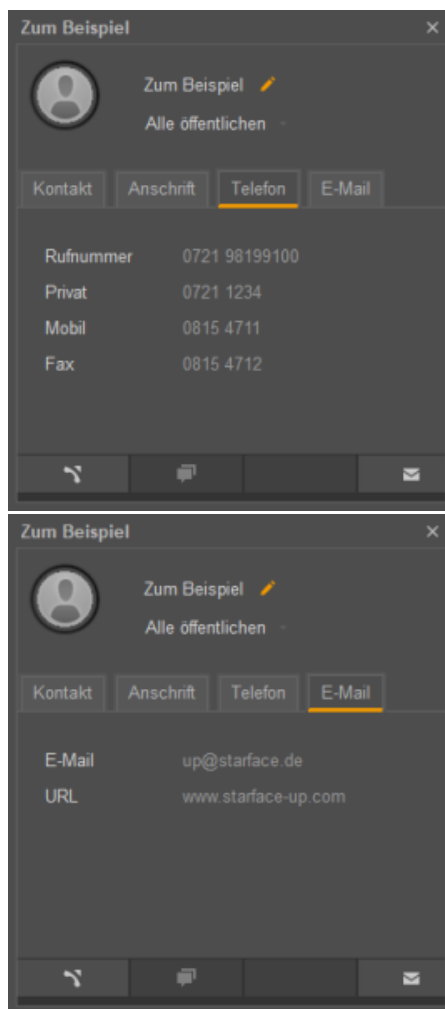 Zum Beispiel
Zum Beispiel
Alle öffentlichen
Kontakt Anschrift Telefon E-Mail
Rufnummer 0721 98199100
Privat 0721 1234
Mobil 0815 4711
Fax 0815 4712
Zum Beispiel
Zum Beispiel
Alle öffentlichen
Kontakt Anschrift Telefon E-Mail
E-Mail up@starface.de
URL www.starface-up.com